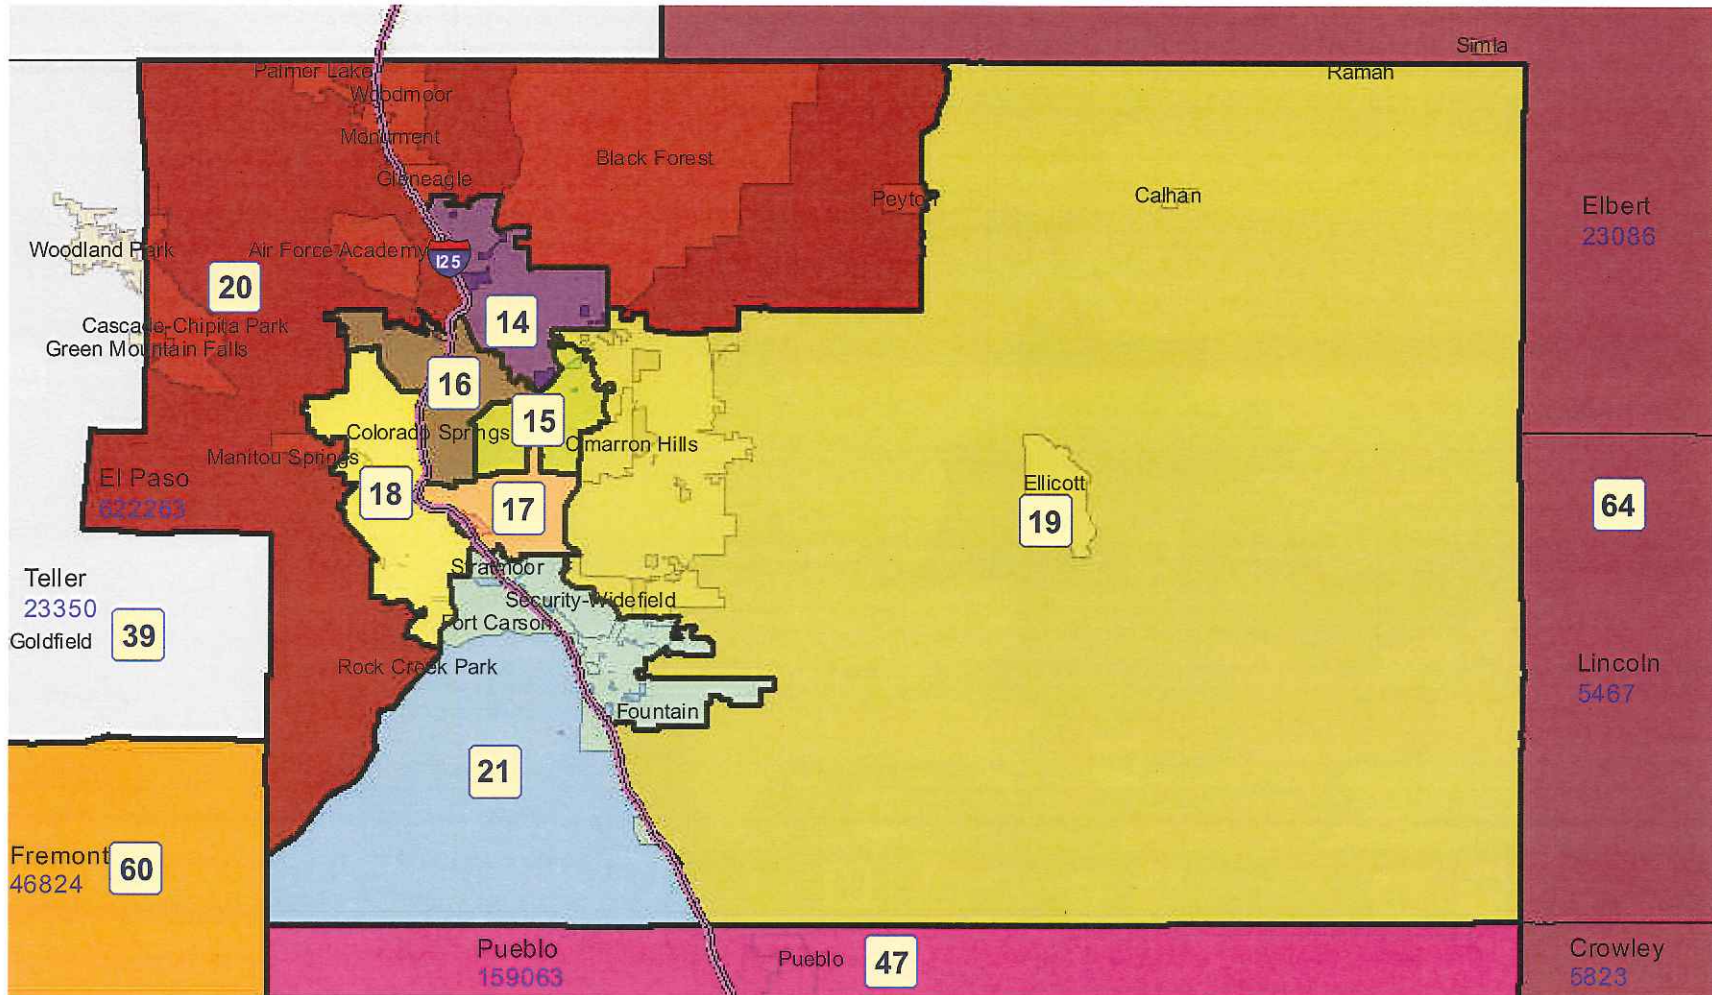 Simla
Ramah
Palmer Lake
Woodmoor
Monument
Black Forest
Gleneagle
Peyton
Calhan
Elbert
23086
Woodland Park
Air Force Academy
I25
20
14
Cascade-Chipita Park
Green Mountain Falls
16
15
Colorado Springs
Cimarron Hills
Manitou Springs
El Paso
622263
18
17
Ellicott
19
64
Stratmoor
Teller
23350
Security-Widefield
Goldfield
39
Fort Carson
Rock Creek Park
Lincoln
5467
Fountain
21
Fremont
46824
60
Pueblo
159063
Pueblo
47
Crowley
5823